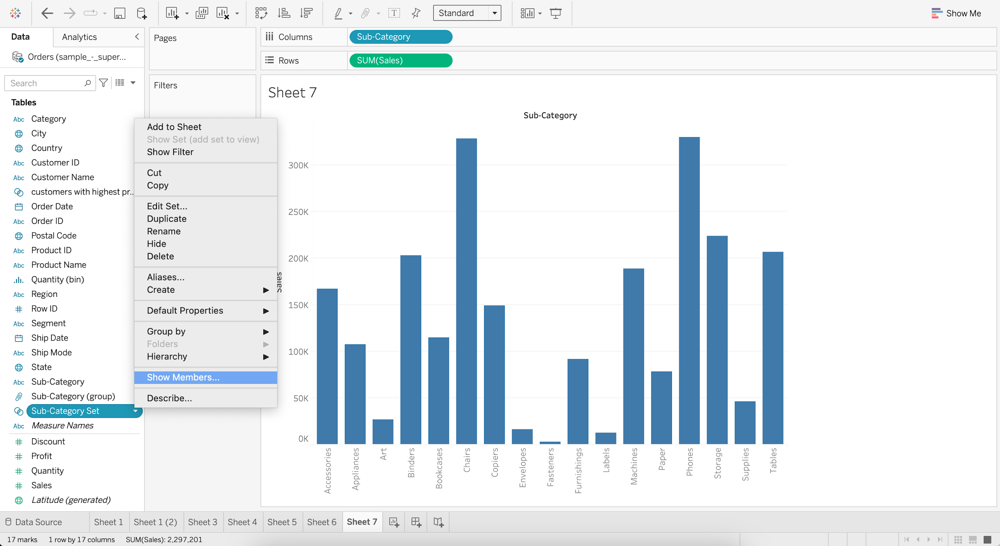 Standard
Show Me
Data
Analytics
Orders (sample_-_super...
Search
Tables
Abc Category
City
Country
Abc Customer ID
Abc Customer Name
customers with highest pr...
Order Date
Abc Order ID
Postal Code
Abc Product ID
Abc Product Name
Quantity (bin)
Abc Region
Row ID
Abc Segment
Ship Date
Abc Ship Mode
State
Abc Sub-Category
Sub-Category (group)
Sub-Category Set
Abc Measure Names
Discount
Profit
Quantity
Sales
Latitude (generated)
Pages
Filters
Add to Sheet
Show Set (add set to view)
Show Filter
Cut
Copy
Edit Set...
Duplicate
Rename
Hide
Delete
Aliases...
Create
Default Properties
Group by
Folders
Hierarchy
Show Members...
Describe...
Columns
Sub-Category
Rows
SUM(Sales)
Sheet 7
Sub-Category
Sales
300K
250K
200K
150K
100K
50K
0K
Accessories
Appliances
Art
Binders
Bookcases
Chairs
Copiers
Envelopes
Fasteners
Furnishings
Labels
Machines
Paper
Phones
Storage
Supplies
Tables
Data Source
Sheet 1
Sheet 1 (2)
Sheet 3
Sheet 4
Sheet 5
Sheet 6
Sheet 7
17 marks
1 row by 17 columns
SUM(Sales): 2,297,201